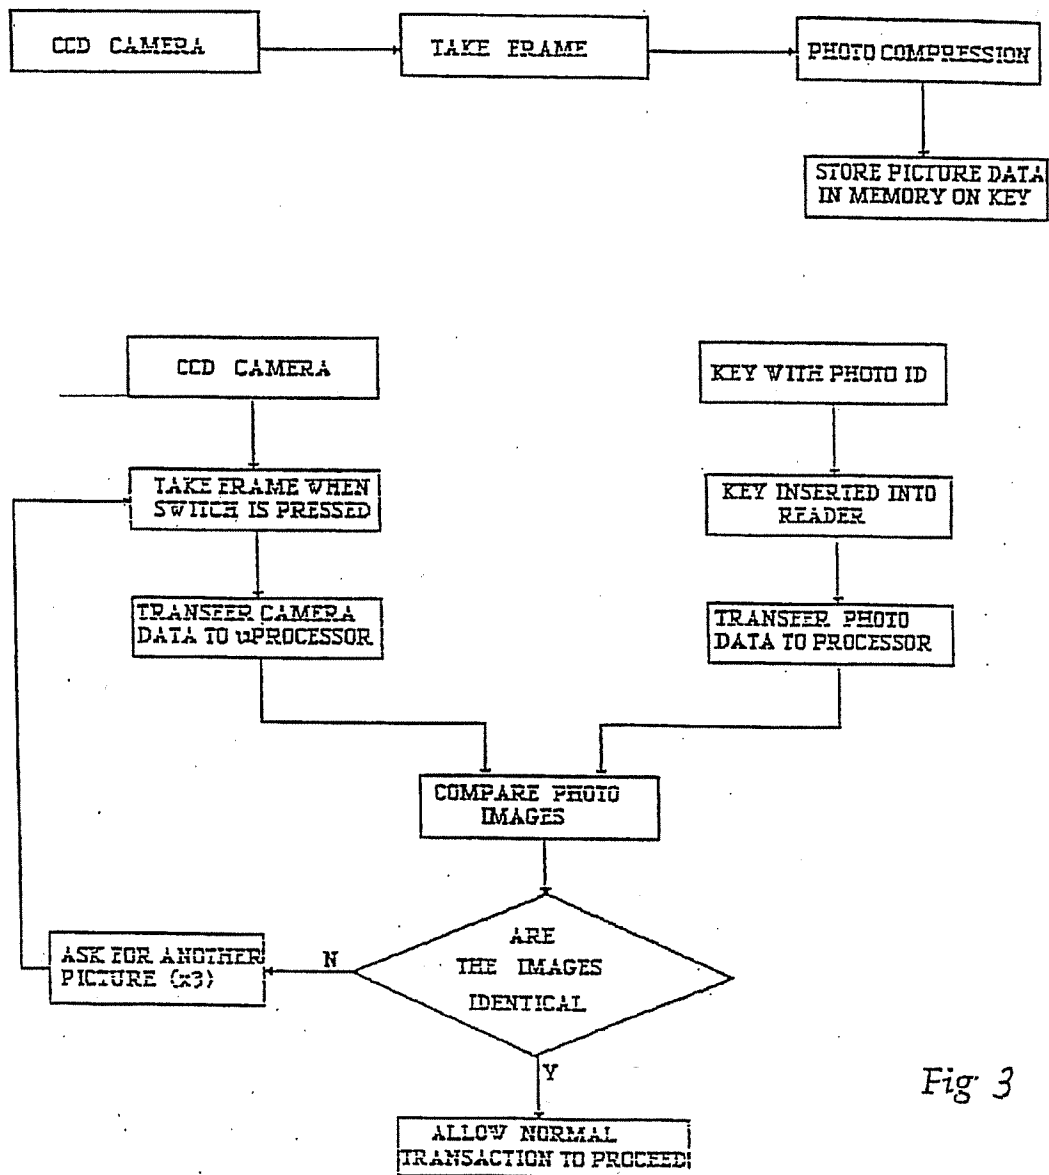 CCD CAMERA
TAKE FRAME
PHOTO COMPRESSION
STORE PICTURE DATA
IN MEMORY ON KEY
CCD CAMERA
KEY WITH PHOTO ID
TAKE FRAME WHEN
SWITCH IS PRESSED
KEY INSERTED INTO
READER
TRANSFER CAMERA
DATA TO uPROCESSOR
TRANSFER PHOTO
DATA TO PROCESSOR
COMPARE PHOTO
IMAGES
ARE
THE IMAGES
IDENTICAL
N
ASK FOR ANOTHER
PICTURE (x3)
Y
ALLOW NORMAL
TRANSACTION TO PROCEED
Fig 3